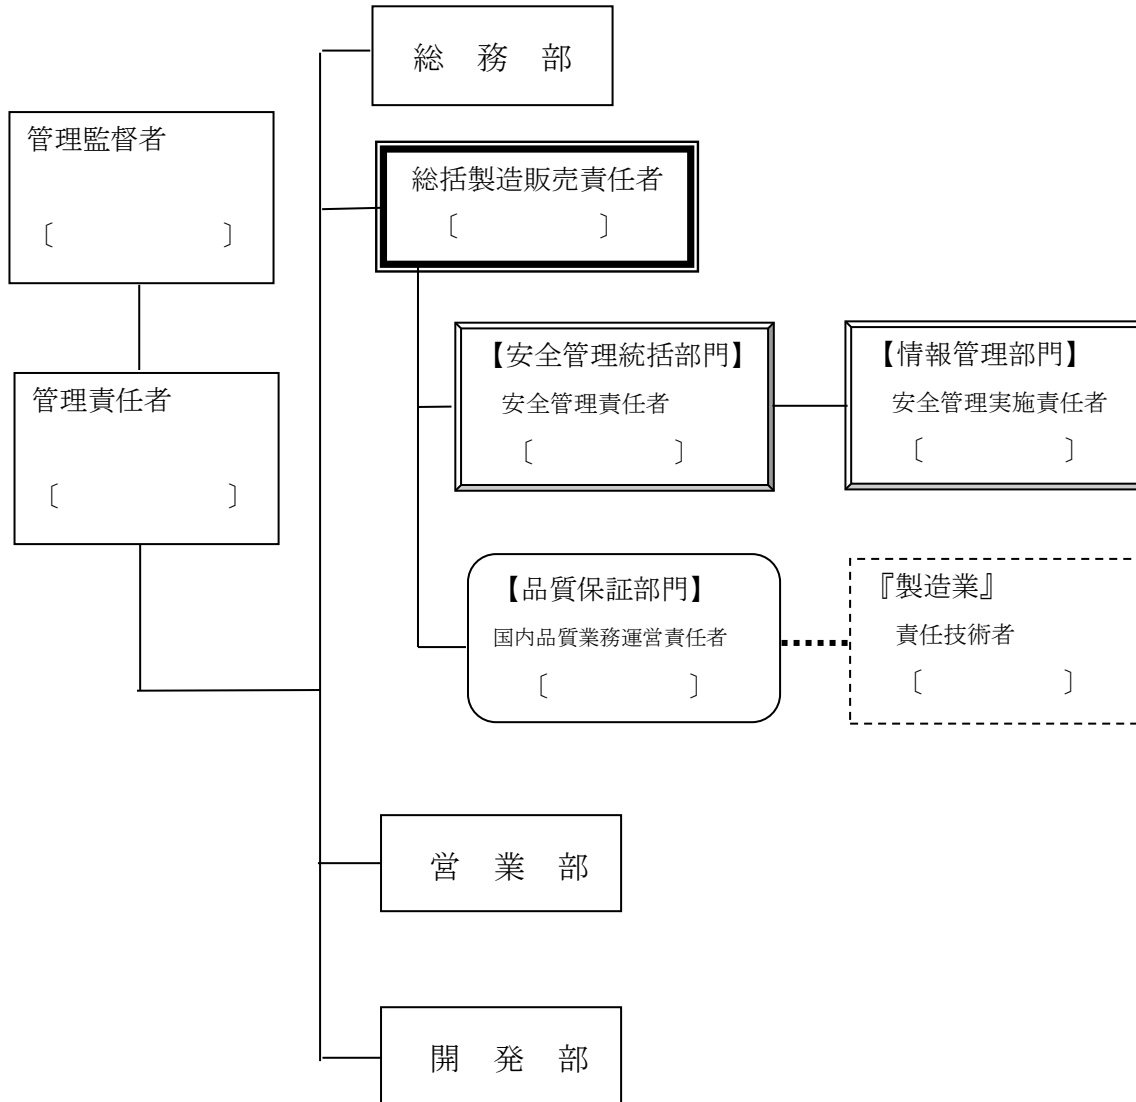 総　務　部
管理監督者
〔　　　　　　〕
総括製造販売責任者
〔　　　　　〕
【安全管理統括部門】
安全管理責任者
〔　　　　　〕
【情報管理部門】
安全管理実施責任者
〔　　　　　〕
管理責任者
〔　　　　　　〕
【品質保証部門】
国内品質業務運営責任者
〔　　　　　〕
『製造業』
責任技術者
〔　　　　　〕
営　業　部
開　発　部